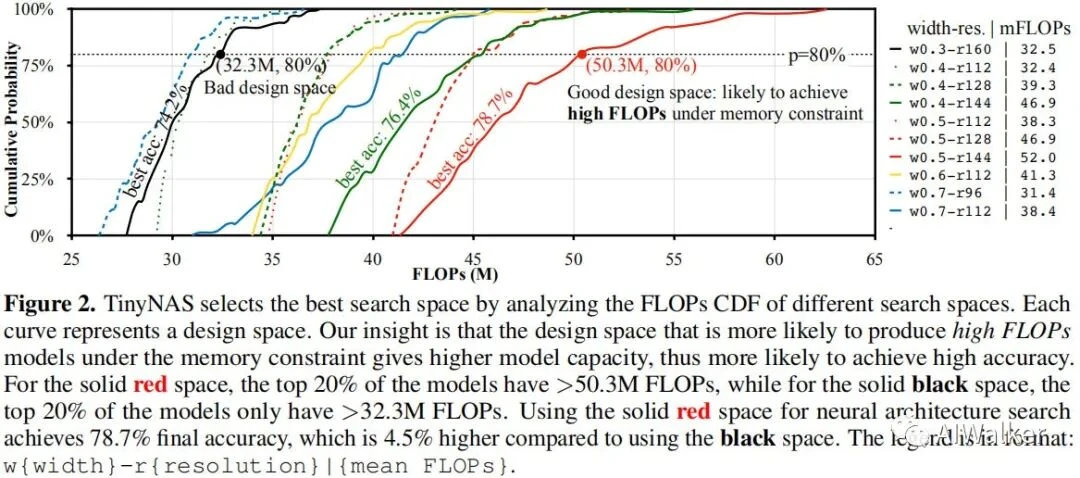 100%
75%
50%
25%
0%
Cumulative Probability
25
30
35
40
45
50
55
60
65
FLOPs (M)
best acc: 74.2%
(32.3M, 80%)
Bad design space
best acc: 76.4%
best acc: 78.7%
(50.3M, 80%)
p=80%
Good design space: likely to achieve
high FLOPs under memory constraint
width-res. | mFLOPs
w0.3-r160 | 32.5
w0.4-r112 | 32.4
w0.4-r128 | 39.3
w0.4-r144 | 46.9
w0.5-r112 | 38.3
w0.5-r128 | 46.9
w0.5-r144 | 52.0
w0.6-r112 | 41.3
w0.7-r96 | 31.4
w0.7-r112 | 38.4
Figure 2. TinyNAS selects the best search space by analyzing the FLOPs CDF of different search spaces. Each
curve represents a design space. Our insight is that the design space that is more likely to produce high FLOPs
models under the memory constraint gives higher model capacity, thus more likely to achieve high accuracy.
For the solid red space, the top 20% of the models have >50.3M FLOPs, while for the solid black space, the
top 20% of the models only have >32.3M FLOPs. Using the solid red space for neural architecture search
achieves 78.7% final accuracy, which is 4.5% higher compared to using the black space. The legend is in format:
w{width}-r{resolution}|{mean FLOPs}.
AIWalker